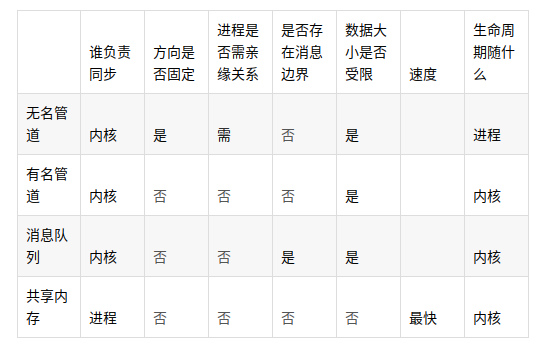 谁负责同步 方向是否固定 进程是否需亲缘关系 是否存在消息边界 数据大小是否受限 速度 生命周期随什么
无名管道 内核 是 需 否 是 进程
有名管道 内核 否 否 否 是 内核
消息队列 内核 否 否 是 是 内核
共享内存 进程 否 否 否 否 最快 内核